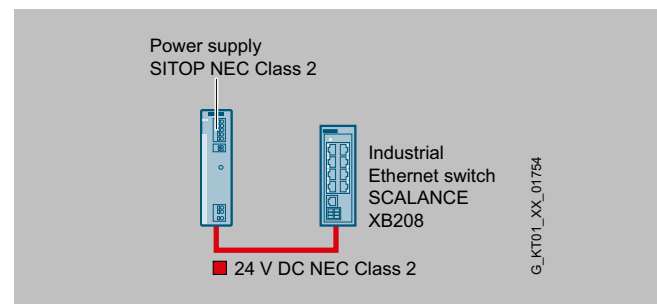 Power supply
SITOP NEC Class 2
Industrial
Ethernet switch
SCALANCE
XB208
24 V DC NEC Class 2
G_KT01_XX_01754